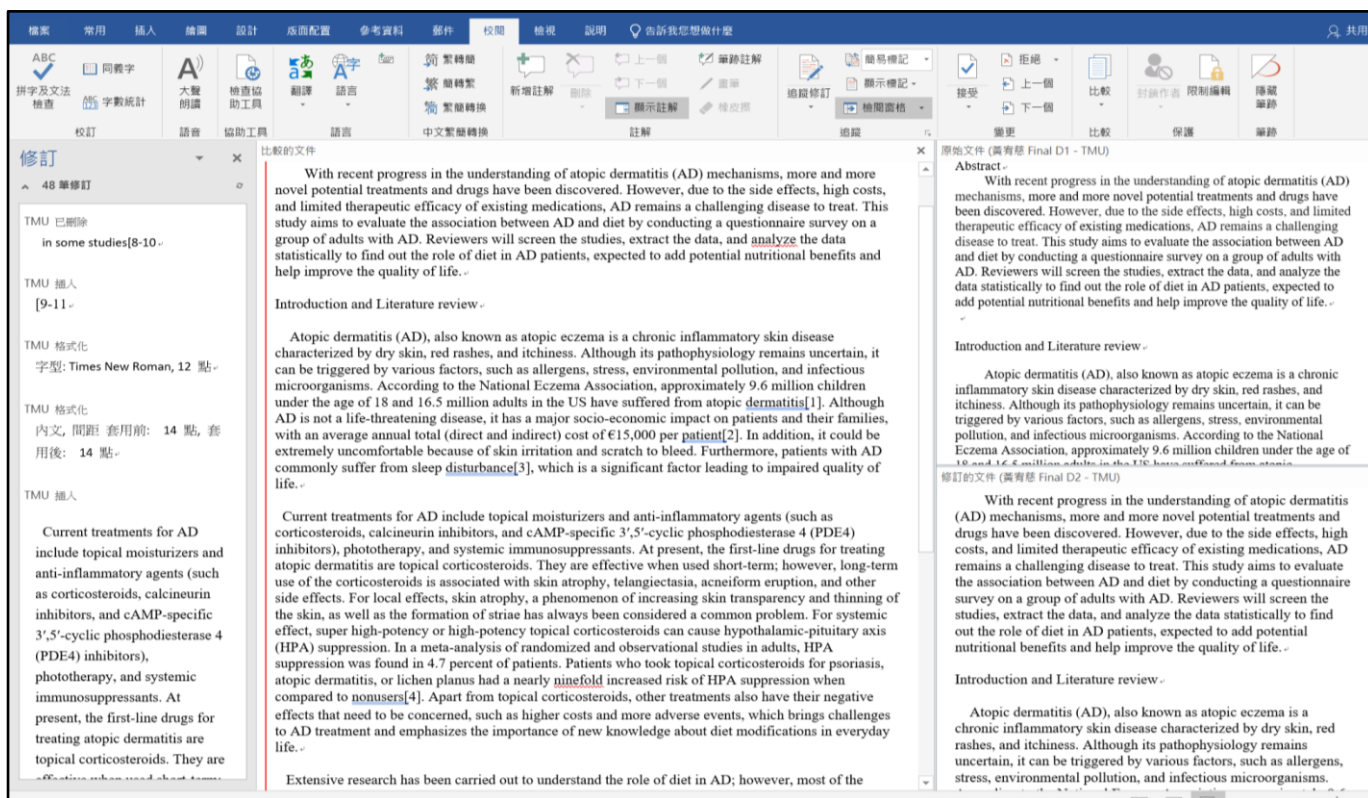 檔案 常用 插入 繪圖 設計 版面配置 參考資料 郵件 校閱 檢視 說明 告訴我您想做什麼 共用
ABC
拼字及文法
檢查
同義字
字數統計
校訂
大聲
朗讀
語音
檢查協
助工具
協助工具
翻譯
語言
語言
繁轉簡
簡轉繁
繁簡轉換
中文繁簡轉換
新增註解
刪除
上一個
下一個
顯示註解
筆跡註解
畫筆
橡皮擦
註解
追蹤修訂
簡易標記
顯示標記
檢閱窗格
追蹤
接受
拒絕
上一個
下一個
變更
比較
比較
封鎖作者
限制編輯
保護
隱藏
筆跡
筆跡
修訂
48 筆修訂
TMU 已刪除
in some studies[8-10
TMU 插入
[9-11
TMU 格式化
字型: Times New Roman, 12 點
TMU 格式化
內文, 間距 套用前: 14 點, 套
用後: 14 點
TMU 插入
Current treatments for AD
include topical moisturizers and
anti-inflammatory agents (such
as corticosteroids, calcineurin
inhibitors, and cAMP-specific
3′,5′-cyclic phosphodiesterase 4
(PDE4) inhibitors),
phototherapy, and systemic
immunosuppressants. At
present, the first-line drugs for
treating atopic dermatitis are
topical corticosteroids. They are
effective when used short-term;
比較的文件
With recent progress in the understanding of atopic dermatitis (AD) mechanisms, more and more
novel potential treatments and drugs have been discovered. However, due to the side effects, high costs,
and limited therapeutic efficacy of existing medications, AD remains a challenging disease to treat. This
study aims to evaluate the association between AD and diet by conducting a questionnaire survey on a
group of adults with AD. Reviewers will screen the studies, extract the data, and analyze the data
statistically to find out the role of diet in AD patients, expected to add potential nutritional benefits and
help improve the quality of life.
Introduction and Literature review
Atopic dermatitis (AD), also known as atopic eczema is a chronic inflammatory skin disease
characterized by dry skin, red rashes, and itchiness. Although its pathophysiology remains uncertain, it
can be triggered by various factors, such as allergens, stress, environmental pollution, and infectious
microorganisms. According to the National Eczema Association, approximately 9.6 million children
under the age of 18 and 16.5 million adults in the US have suffered from atopic dermatitis[1]. Although
AD is not a life-threatening disease, it has a major socio-economic impact on patients and their families,
with an average annual total (direct and indirect) cost of €15,000 per patient[2]. In addition, it could be
extremely uncomfortable because of skin irritation and scratch to bleed. Furthermore, patients with AD
commonly suffer from sleep disturbance[3], which is a significant factor leading to impaired quality of
life.
Current treatments for AD include topical moisturizers and anti-inflammatory agents (such as
corticosteroids, calcineurin inhibitors, and cAMP-specific 3′,5′-cyclic phosphodiesterase 4 (PDE4)
inhibitors), phototherapy, and systemic immunosuppressants. At present, the first-line drugs for treating
atopic dermatitis are topical corticosteroids. They are effective when used short-term; however, long-term
use of the corticosteroids is associated with skin atrophy, telangiectasia, acneiform eruption, and other
side effects. For local effects, skin atrophy, a phenomenon of increasing skin transparency and thinning of
the skin, as well as the formation of striae has always been considered a common problem. For systemic
effect, super high-potency or high-potency topical corticosteroids can cause hypothalamic-pituitary axis
(HPA) suppression. In a meta-analysis of randomized and observational studies in adults, HPA
suppression was found in 4.7 percent of patients. Patients who took topical corticosteroids for psoriasis,
atopic dermatitis, or lichen planus had a nearly ninefold increased risk of HPA suppression when
compared to nonusers[4]. Apart from topical corticosteroids, other treatments also have their negative
effects that need to be concerned, such as higher costs and more adverse events, which brings challenges
to AD treatment and emphasizes the importance of new knowledge about diet modifications in everyday
life.
Extensive research has been carried out to understand the role of diet in AD; however, most of the
原始文件 (黃宥慈 Final D1 - TMU)
Abstract
With recent progress in the understanding of atopic dermatitis (AD)
mechanisms, more and more novel potential treatments and drugs have
been discovered. However, due to the side effects, high costs, and limited
therapeutic efficacy of existing medications, AD remains a challenging
disease to treat. This study aims to evaluate the association between AD
and diet by conducting a questionnaire survey on a group of adults with
AD. Reviewers will screen the studies, extract the data, and analyze the
data statistically to find out the role of diet in AD patients, expected to
add potential nutritional benefits and help improve the quality of life.
Introduction and Literature review
Atopic dermatitis (AD), also known as atopic eczema is a chronic
inflammatory skin disease characterized by dry skin, red rashes, and
itchiness. Although its pathophysiology remains uncertain, it can be
triggered by various factors, such as allergens, stress, environmental
pollution, and infectious microorganisms. According to the National
Eczema Association, approximately 9.6 million children under the age of
18 and 16.5 million adults in the US have suffered from atopic
修訂的文件 (黃宥慈 Final D2 - TMU)
With recent progress in the understanding of atopic dermatitis
(AD) mechanisms, more and more novel potential treatments and
drugs have been discovered. However, due to the side effects, high
costs, and limited therapeutic efficacy of existing medications, AD
remains a challenging disease to treat. This study aims to evaluate
the association between AD and diet by conducting a questionnaire
survey on a group of adults with AD. Reviewers will screen the
studies, extract the data, and analyze the data statistically to find
out the role of diet in AD patients, expected to add potential
nutritional benefits and help improve the quality of life.
Introduction and Literature review
Atopic dermatitis (AD), also known as atopic eczema is a
chronic inflammatory skin disease characterized by dry skin, red
rashes, and itchiness. Although its pathophysiology remains
uncertain, it can be triggered by various factors, such as allergens,
stress, environmental pollution, and infectious microorganisms.